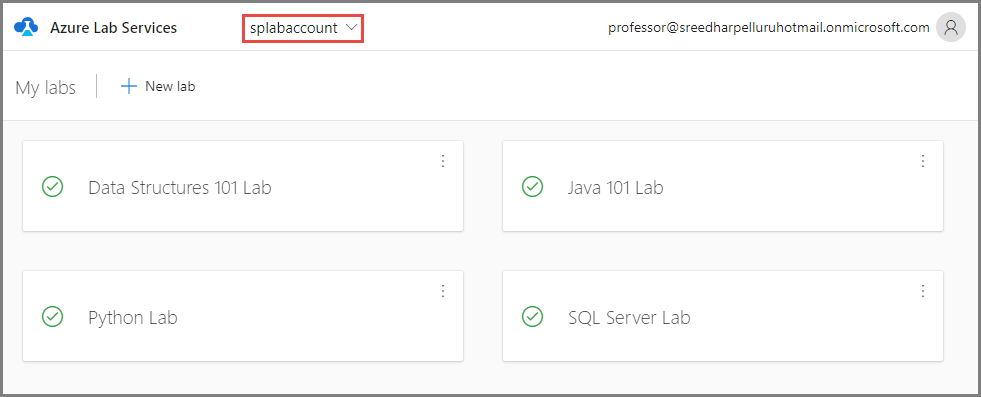 Azure Lab Services splabaccount professor@sreedharpelluruhotmail.onmicrosoft.com
My labs New lab
Data Structures 101 Lab Java 101 Lab
Python Lab SQL Server Lab